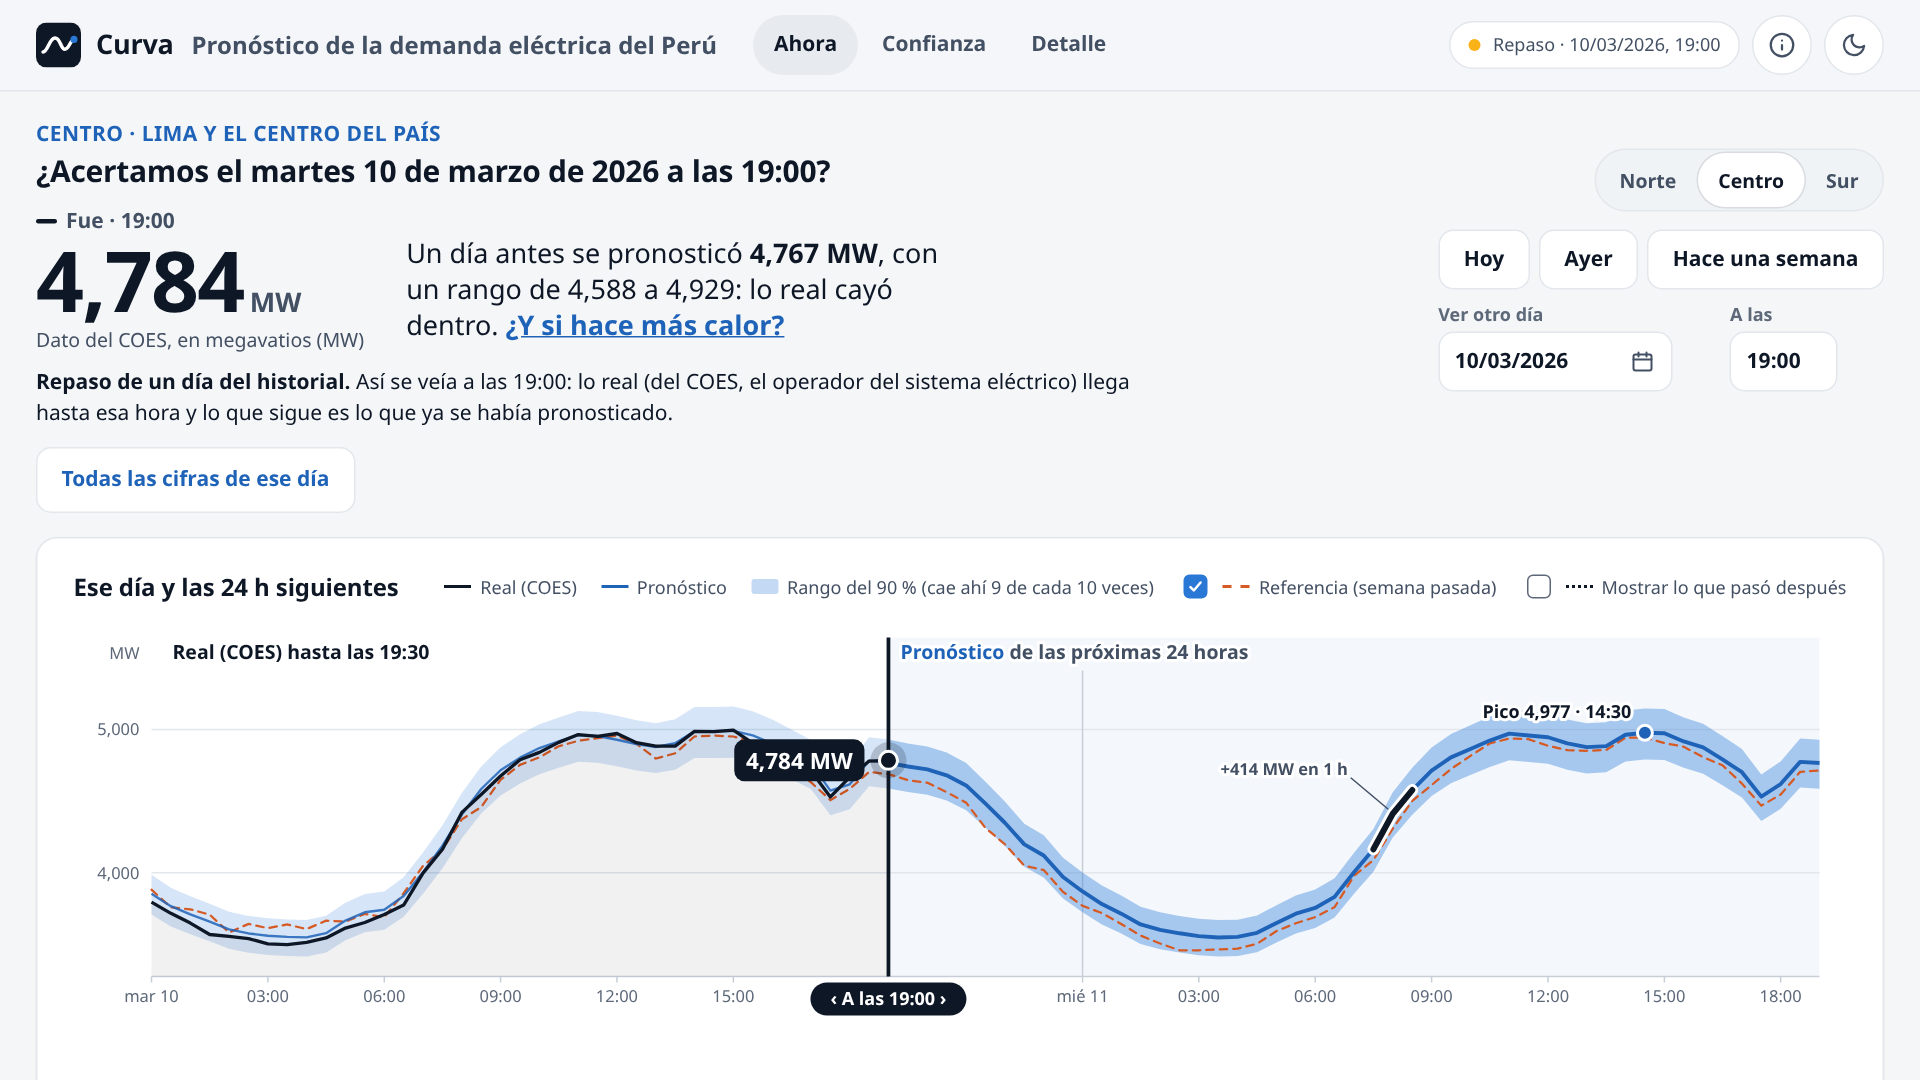 Curva Pronóstico de la demanda eléctrica del Perú Ahora Confianza Detalle Repaso · 10/03/2026, 19:00
CENTRO · LIMA Y EL CENTRO DEL PAÍS
¿Acertamos el martes 10 de marzo de 2026 a las 19:00?
Norte Centro Sur
Fue · 19:00
4,784 MW
Dato del COES, en megavatios (MW)
Un día antes se pronosticó 4,767 MW, con
un rango de 4,588 a 4,929: lo real cayó
dentro. ¿Y si hace más calor?
Hoy Ayer Hace una semana
Ver otro día A las
10/03/2026 19:00
Repaso de un día del historial. Así se veía a las 19:00: lo real (del COES, el operador del sistema eléctrico) llega
hasta esa hora y lo que sigue es lo que ya se había pronosticado.
Todas las cifras de ese día
Ese día y las 24 h siguientes Real (COES) Pronóstico Rango del 90 % (cae ahí 9 de cada 10 veces) Referencia (semana pasada) Mostrar lo que pasó después
MW Real (COES) hasta las 19:30 Pronóstico de las próximas 24 horas
Pico 4,977 · 14:30
5,000
4,784 MW
+414 MW en 1 h
4,000
mar 10 03:00 06:00 09:00 12:00 15:00 ‹ A las 19:00 › mié 11 03:00 06:00 09:00 12:00 15:00 18:00